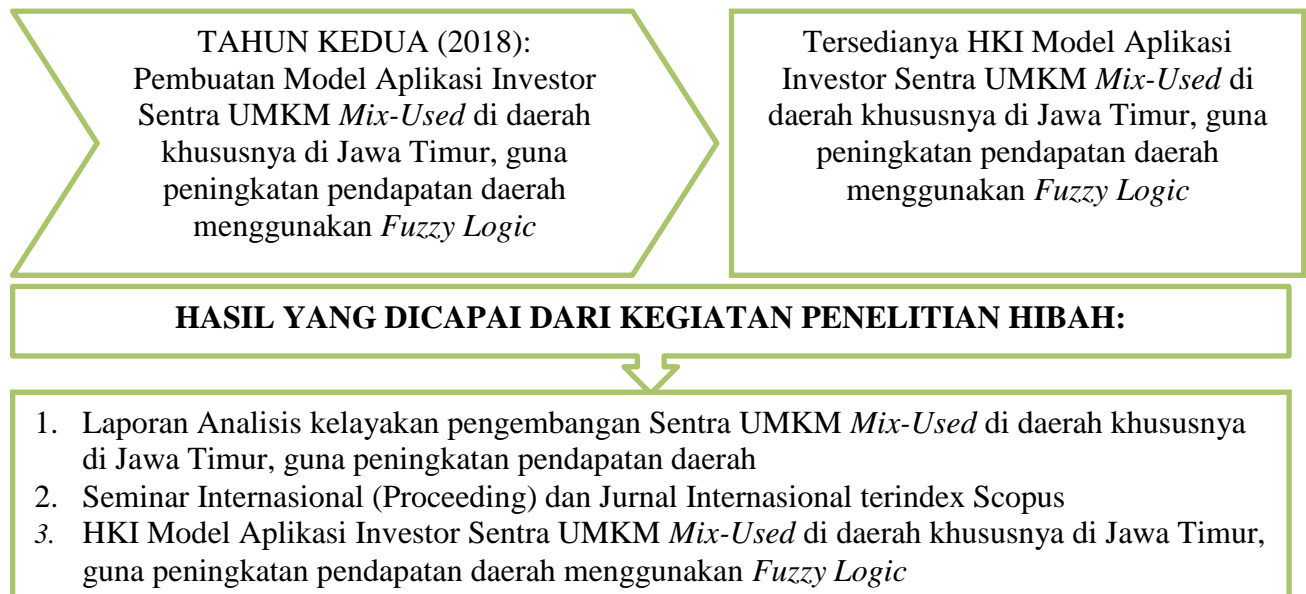 TAHUN KEDUA (2018):
Pembuatan Model Aplikasi Investor
Sentra UMKM Mix-Used di daerah
khususnya di Jawa Timur, guna
peningkatan pendapatan daerah
menggunakan Fuzzy Logic
Tersedianya HKI Model Aplikasi
Investor Sentra UMKM Mix-Used di
daerah khususnya di Jawa Timur, guna
peningkatan pendapatan daerah
menggunakan Fuzzy Logic
HASIL YANG DICAPAI DARI KEGIATAN PENELITIAN HIBAH:
1. Laporan Analisis kelayakan pengembangan Sentra UMKM Mix-Used di daerah khususnya
di Jawa Timur, guna peningkatan pendapatan daerah
2. Seminar Internasional (Proceeding) dan Jurnal Internasional terindex Scopus
3. HKI Model Aplikasi Investor Sentra UMKM Mix-Used di daerah khususnya di Jawa Timur,
guna peningkatan pendapatan daerah menggunakan Fuzzy Logic